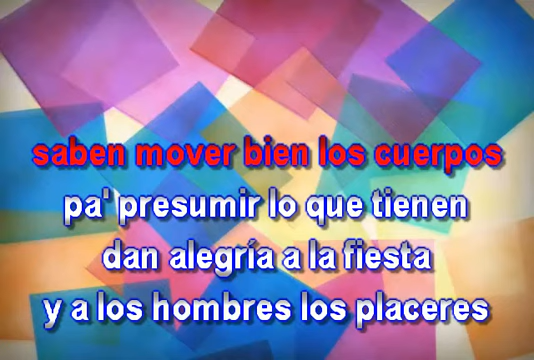 saben mover bien los cuerpos
pa' presumir lo que tienen
dan alegría a la fiesta
y a los hombres los placeres